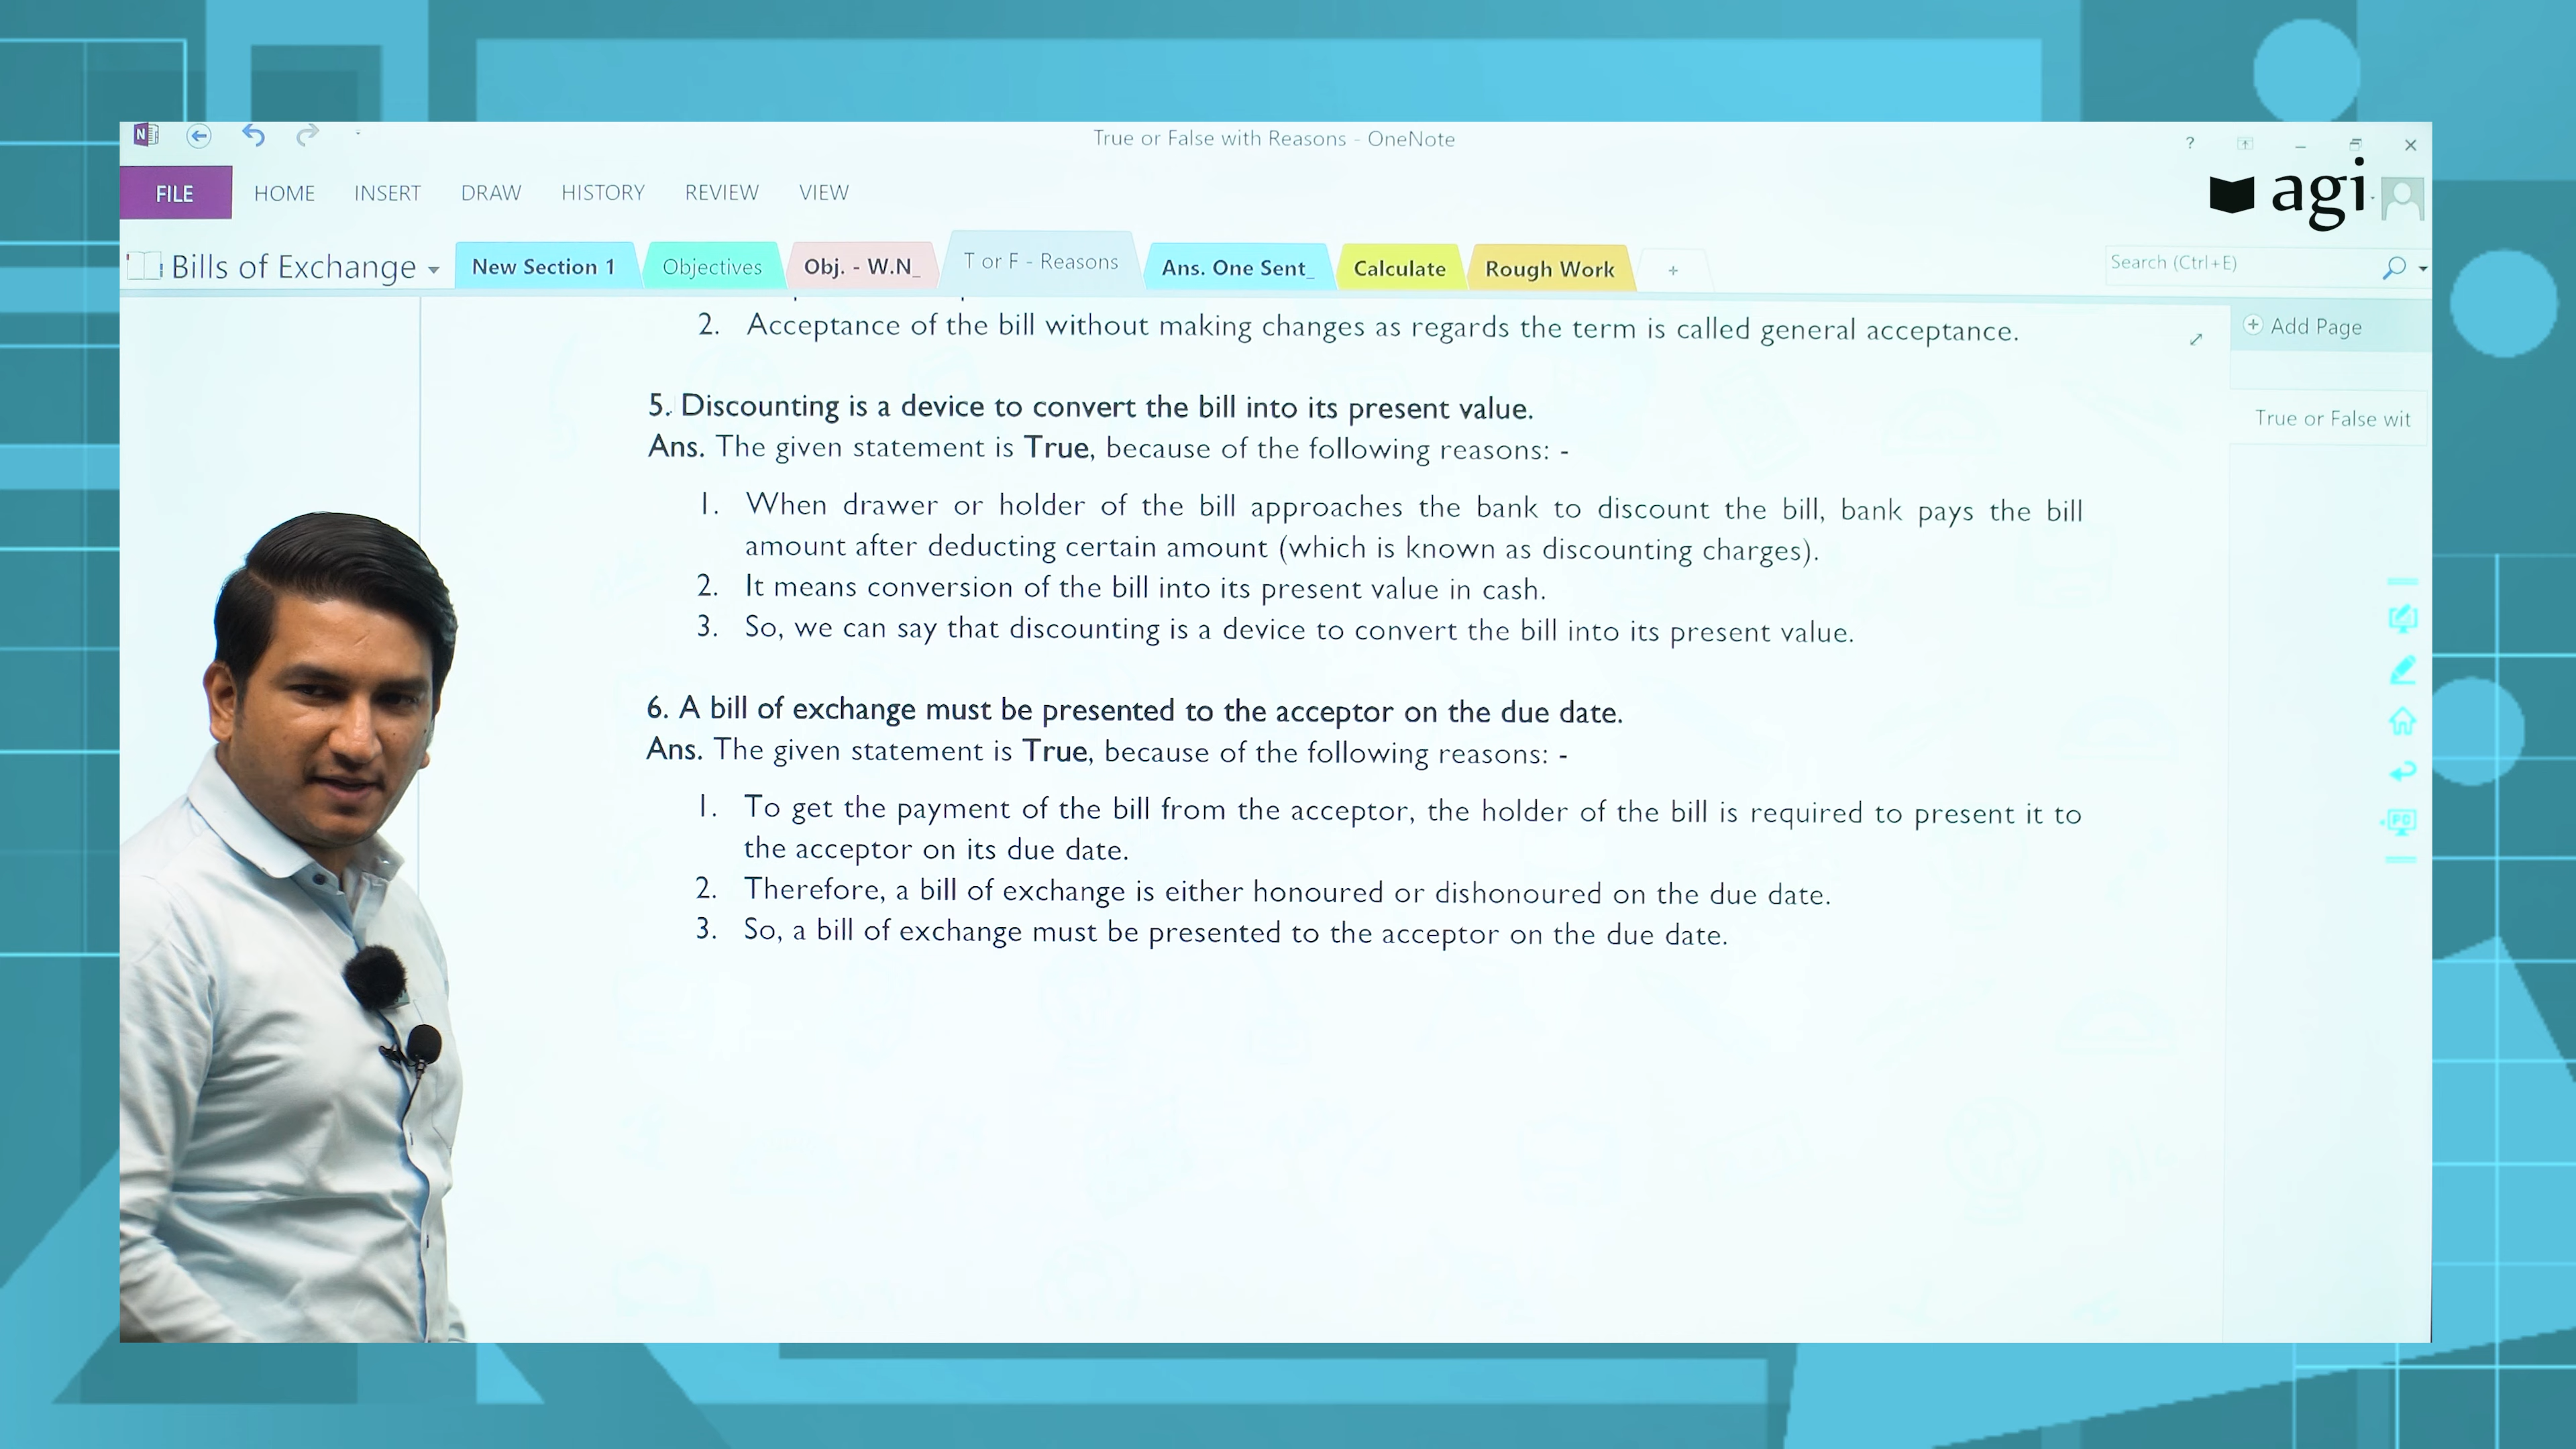 True or False with Reasons - OneNote
FILE HOME INSERT DRAW HISTORY REVIEW VIEW
agi
Bills of Exchange New Section 1 Objectives Obj. - W.N_ T or F - Reasons Ans. One Sent_ Calculate Rough Work + Search (Ctrl+E)
2. Acceptance of the bill without making changes as regards the term is called general acceptance.
Add Page
True or False wit
5. Discounting is a device to convert the bill into its present value.
Ans. The given statement is True, because of the following reasons: -
1. When drawer or holder of the bill approaches the bank to discount the bill, bank pays the bill
amount after deducting certain amount (which is known as discounting charges).
2. It means conversion of the bill into its present value in cash.
3. So, we can say that discounting is a device to convert the bill into its present value.
6. A bill of exchange must be presented to the acceptor on the due date.
Ans. The given statement is True, because of the following reasons: -
1. To get the payment of the bill from the acceptor, the holder of the bill is required to present it to
the acceptor on its due date.
2. Therefore, a bill of exchange is either honoured or dishonoured on the due date.
3. So, a bill of exchange must be presented to the acceptor on the due date.